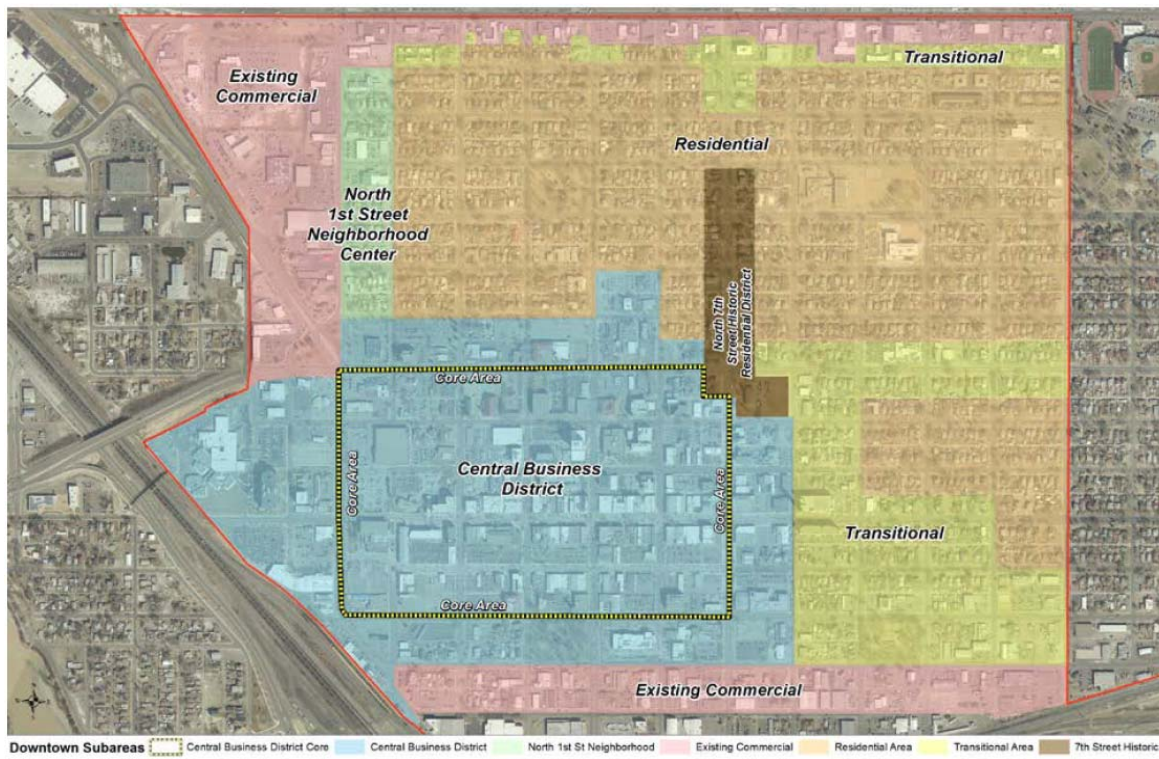 Existing
Commercial
Transitional
Residential
North
1st Street
Neighborhood
Center
North 7th
Street Historic
Residential District
Core Area
Core Area
Central Business
District
Core Area
Transitional
Core Area
Existing Commercial
Downtown Subareas Central Business District Core Central Business District North 1st St Neighborhood Existing Commercial Residential Area Transitional Area 7th Street Historic